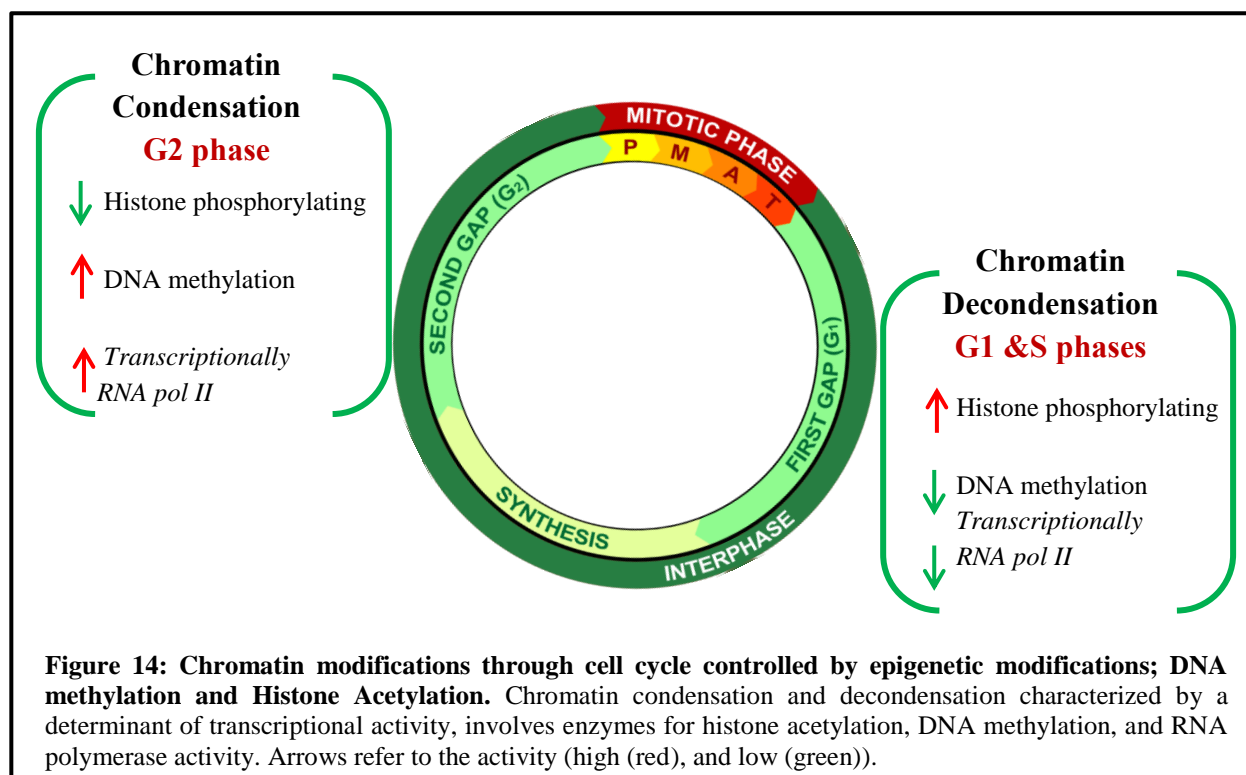 Chromatin
Condensation
G2 phase
Histone phosphorylating
DNA methylation
Transcriptionally
RNA pol II
MITOTIC PHASE
P M A T
SECOND GAP (G₂)
FIRST GAP (G₁)
SYNTHESIS
INTERPHASE
Chromatin
Decondensation
G1 &S phases
Histone phosphorylating
DNA methylation
Transcriptionally
RNA pol II
Figure 14: Chromatin modifications through cell cycle controlled by epigenetic modifications; DNA
methylation and Histone Acetylation. Chromatin condensation and decondensation characterized by a
determinant of transcriptional activity, involves enzymes for histone acetylation, DNA methylation, and RNA
polymerase activity. Arrows refer to the activity (high (red), and low (green)).